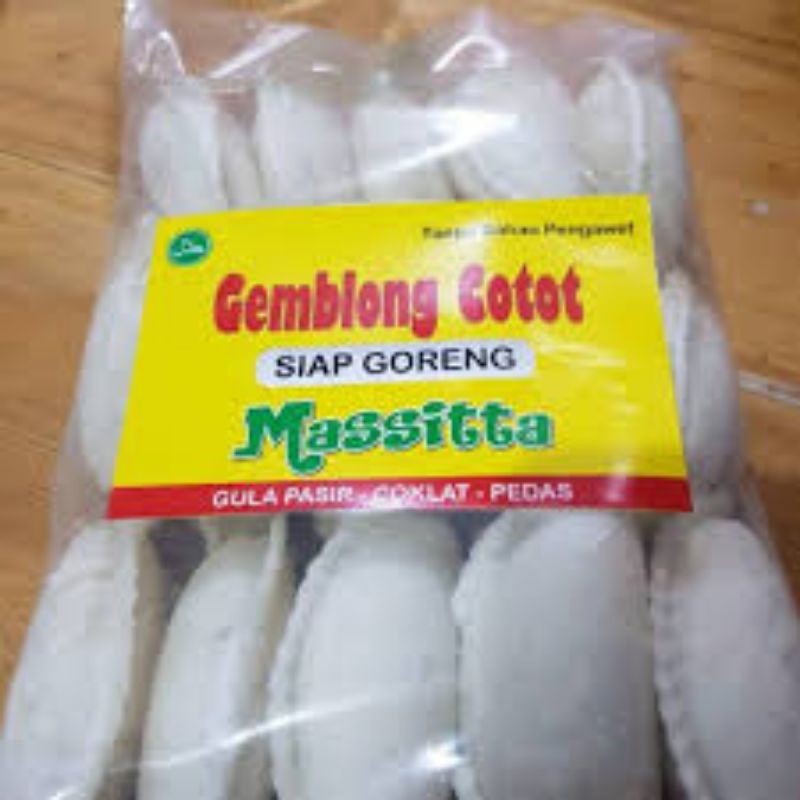 Tanpa Bahan Pengawet
Gemblong Cotot
SIAP GORENG
Massitta
GULA PASIR - COKLAT - PEDAS